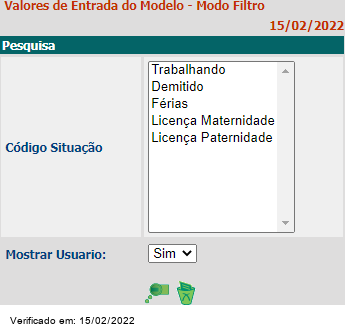 Valores de Entrada do Modelo - Modo Filtro
15/02/2022
Pesquisa
Código Situação
Trabalhando
Demitido
Férias
Licença Maternidade
Licença Paternidade
Mostrar Usuario:
Sim
Verificado em: 15/02/2022